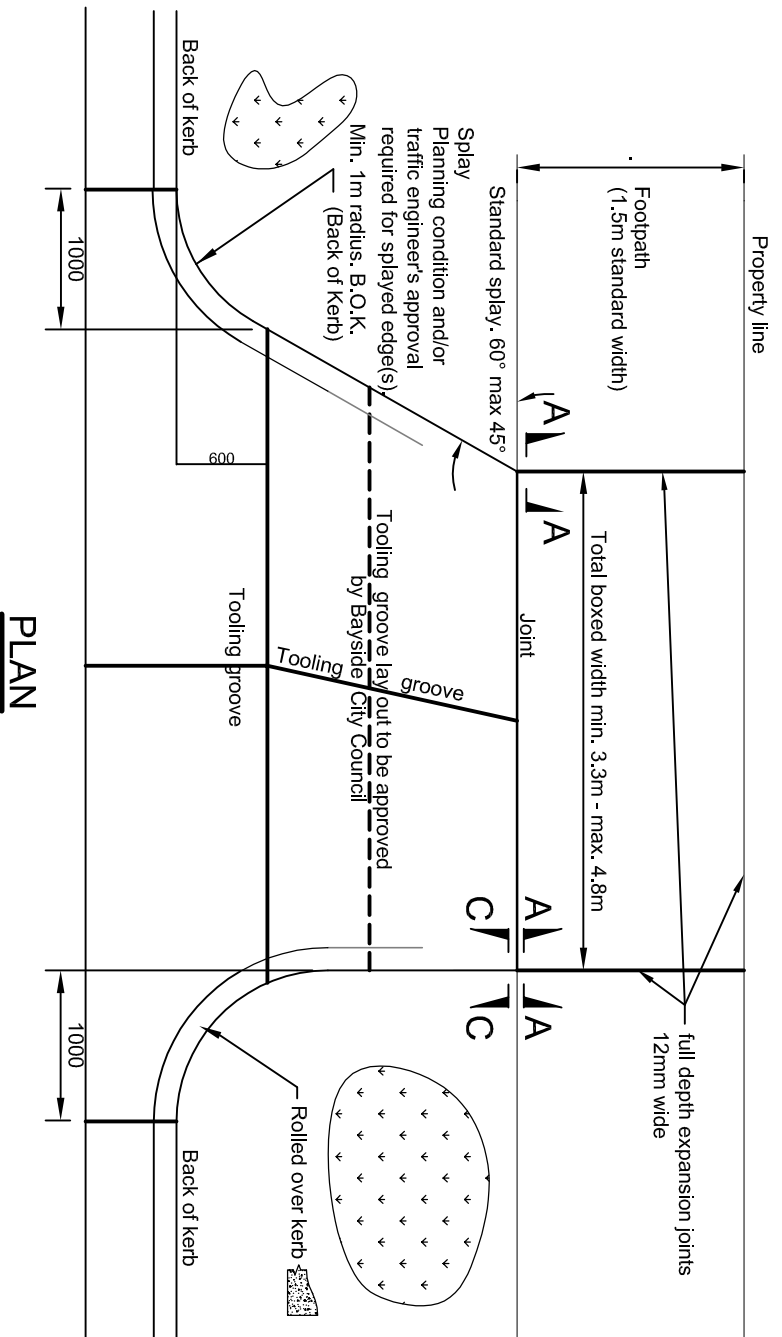 Property line
Footpath
(1.5m standard width)
Standard splay. 60° max 45°
Splay
Planning condition and/or
traffic engineer's approval
required for splayed edge(s).
Min. 1m radius. B.O.K.
(Back of Kerb)
Back of kerb
1000
600
A
A
Total boxed width min. 3.3m - max. 4.8m
Joint
Tooling groove lay out to be approved
by Bayside City Council
Tooling groove
Tooling groove
A
A
C
C
full depth expansion joints
12mm wide
Rolled over kerb
Back of kerb
1000
PLAN